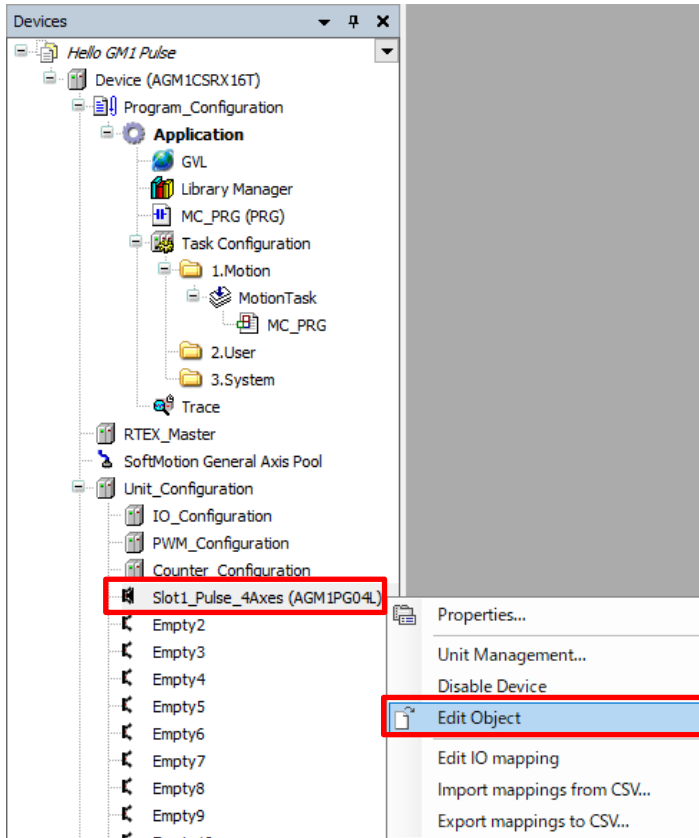 Devices
Hello GM1 Pulse
Device (AGM1CSRX16T)
Program_Configuration
Application
GVL
Library Manager
MC_PRG (PRG)
Task Configuration
1.Motion
MotionTask
MC_PRG
2.User
3.System
Trace
RTEX_Master
SoftMotion General Axis Pool
Unit_Configuration
IO_Configuration
PWM_Configuration
Counter_Configuration
Slot1_Pulse_4Axes (AGM1PG04L)
Empty2
Empty3
Empty4
Empty5
Empty6
Empty7
Empty8
Empty9
Properties...
Unit Management...
Disable Device
Edit Object
Edit IO mapping
Import mappings from CSV...
Export mappings to CSV...